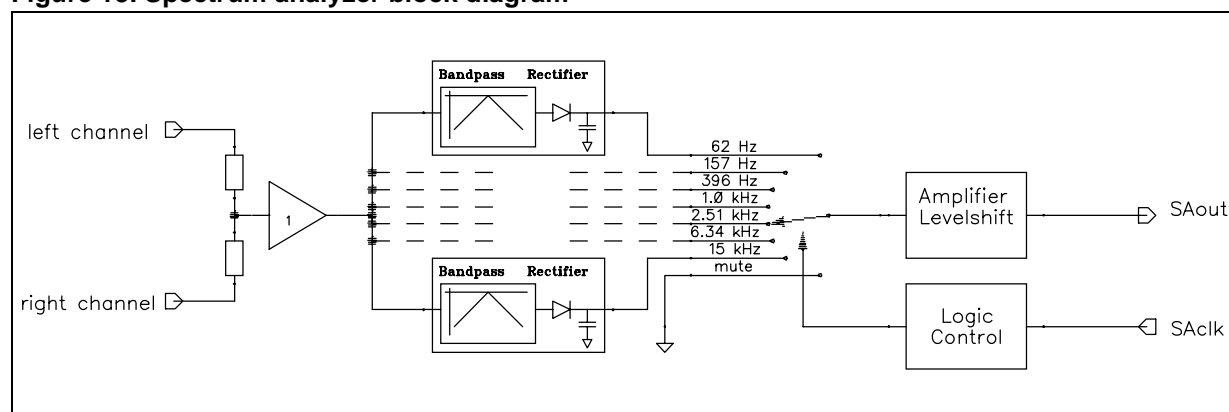 Figure 18. Spectrum analyzer block diagram
Bandpass Rectifier
left channel
62 Hz
157 Hz
396 Hz
1.0 kHz
2.51 kHz
6.34 kHz
15 kHz
mute
1
Amplifier
Levelshift
SAout
Bandpass Rectifier
right channel
Logic
Control
SAclk